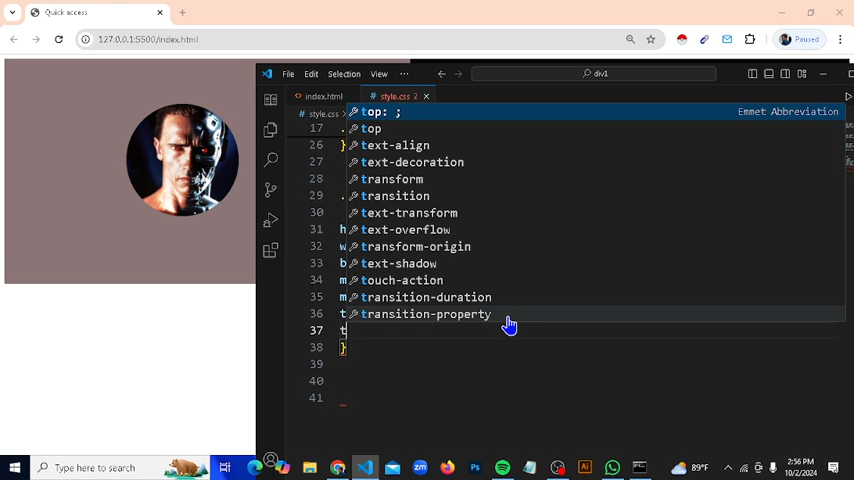 Quick access
127.0.0.1:5500/index.html
Paused
File Edit Selection View ...
div1
index.html
style.css 2
style.css
17 .
26 }
27
28
29 .
30
31 h
32 w
33 b
34 m
35 m
36 t
37 t
38 }
39
40
41
top: ; Emmet Abbreviation
top
text-align
text-decoration
transform
transition
text-transform
text-overflow
transform-origin
text-shadow
touch-action
transition-duration
transition-property
Type here to search
zm
Ps
Ai
89°F
2:56 PM
10/2/2024